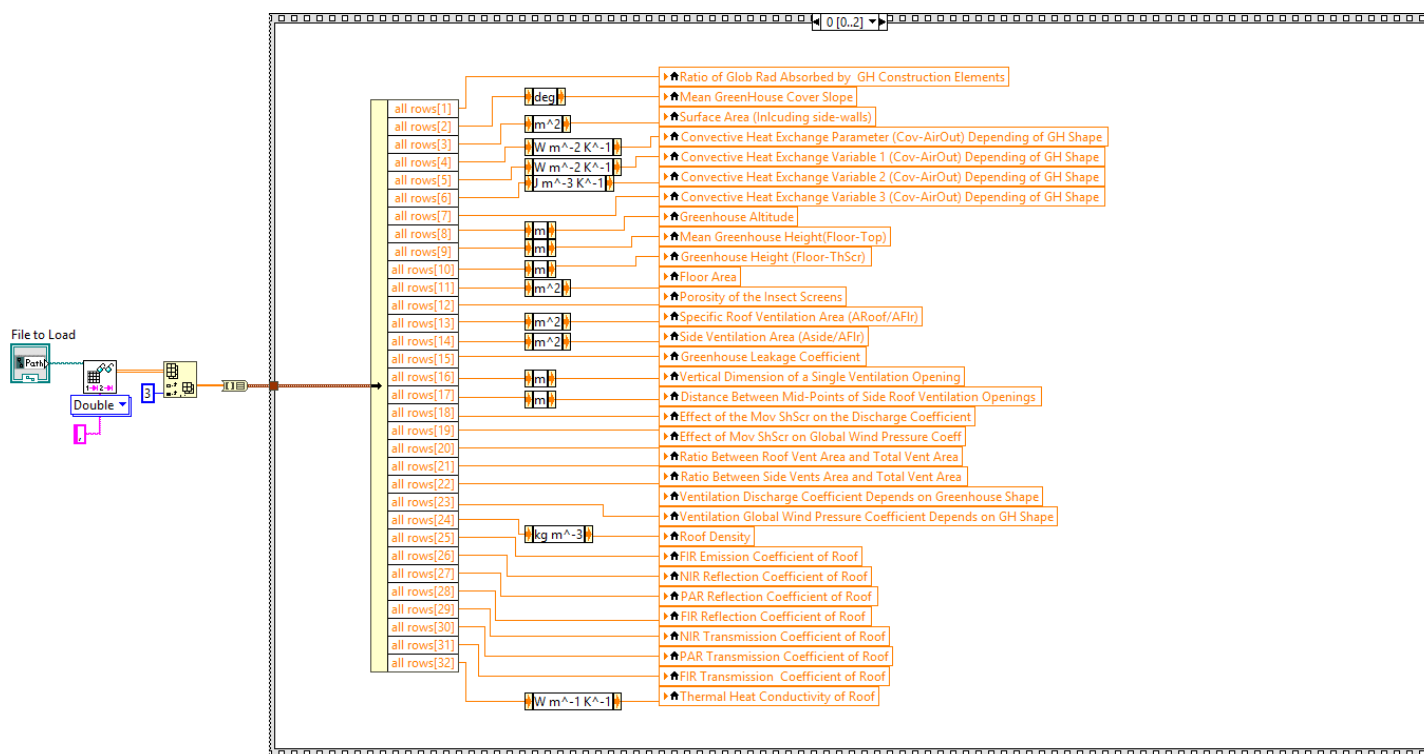 0 [0..2]
File to Load
Path
1 2
Double
,
3
all rows[1]
all rows[2]
all rows[3]
all rows[4]
all rows[5]
all rows[6]
all rows[7]
all rows[8]
all rows[9]
all rows[10]
all rows[11]
all rows[12]
all rows[13]
all rows[14]
all rows[15]
all rows[16]
all rows[17]
all rows[18]
all rows[19]
all rows[20]
all rows[21]
all rows[22]
all rows[23]
all rows[24]
all rows[25]
all rows[26]
all rows[27]
all rows[28]
all rows[29]
all rows[30]
all rows[31]
all rows[32]
deg
m^2
W m^-2 K^-1
W m^-2 K^-1
J m^-3 K^-1
m
m
m
m^2
m^2
m^2
m
m
kg m^-3
W m^-1 K^-1
Ratio of Glob Rad Absorbed by GH Construction Elements
Mean GreenHouse Cover Slope
Surface Area (Inlcuding side-walls)
Convective Heat Exchange Parameter (Cov-AirOut) Depending of GH Shape
Convective Heat Exchange Variable 1 (Cov-AirOut) Depending of GH Shape
Convective Heat Exchange Variable 2 (Cov-AirOut) Depending of GH Shape
Convective Heat Exchange Variable 3 (Cov-AirOut) Depending of GH Shape
Greenhouse Altitude
Mean Greenhouse Height(Floor-Top)
Greenhouse Height (Floor-ThScr)
Floor Area
Porosity of the Insect Screens
Specific Roof Ventilation Area (ARoof/AFlr)
Side Ventilation Area (Aside/AFlr)
Greenhouse Leakage Coefficient
Vertical Dimension of a Single Ventilation Opening
Distance Between Mid-Points of Side Roof Ventilation Openings
Effect of the Mov ShScr on the Discharge Coefficient
Effect of Mov ShScr on Global Wind Pressure Coeff
Ratio Between Roof Vent Area and Total Vent Area
Ratio Between Side Vents Area and Total Vent Area
Ventilation Discharge Coefficient Depends on Greenhouse Shape
Ventilation Global Wind Pressure Coefficient Depends on GH Shape
Roof Density
FIR Emission Coefficient of Roof
NIR Reflection Coefficient of Roof
PAR Reflection Coefficient of Roof
FIR Reflection Coefficient of Roof
NIR Transmission Coefficient of Roof
PAR Transmission Coefficient of Roof
FIR Transmission Coefficient of Roof
Thermal Heat Conductivity of Roof